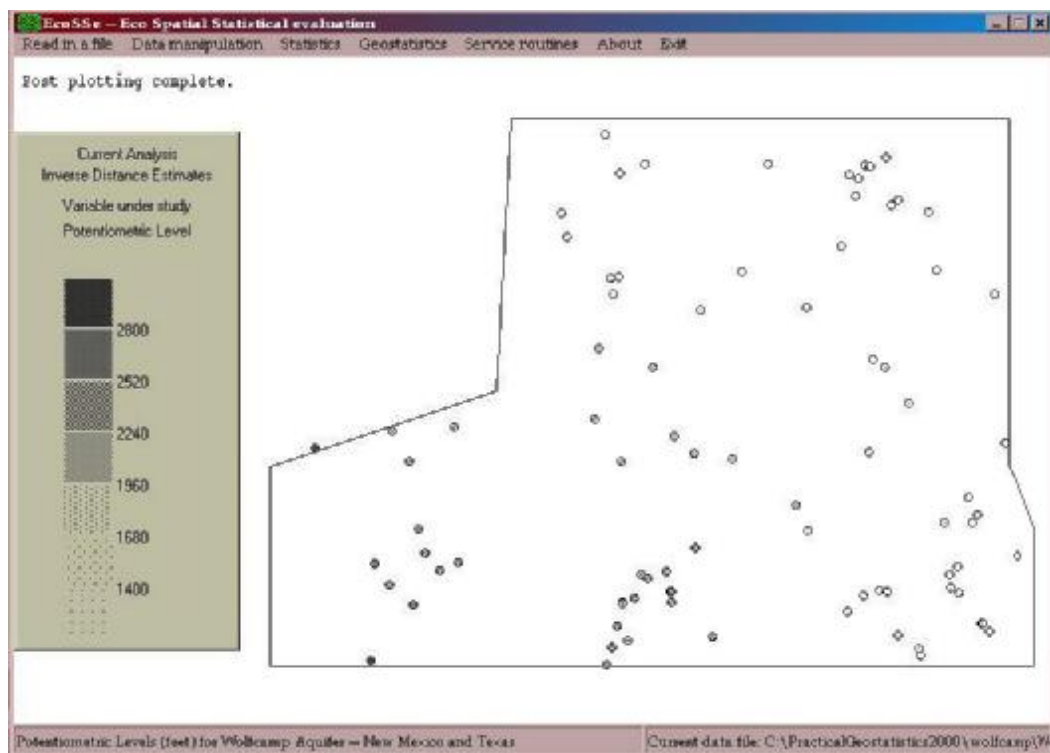 EcoSSe -- Eco Spatial Statistical evaluation
Read in a file Data manipulation Statistics Geostatistics Service routines About Exit
Post plotting complete.
Current Analysis
Inverse Distance Estimates
Variable under study
Potentiometric Level
2800
2520
2240
1960
1680
1400
Potentiometric Levels (feet) for Wolfcamp Aquifer -- New Mexico and Texas
Current data file: C:\PracticalGeostatistics2000\wolfcamp\W